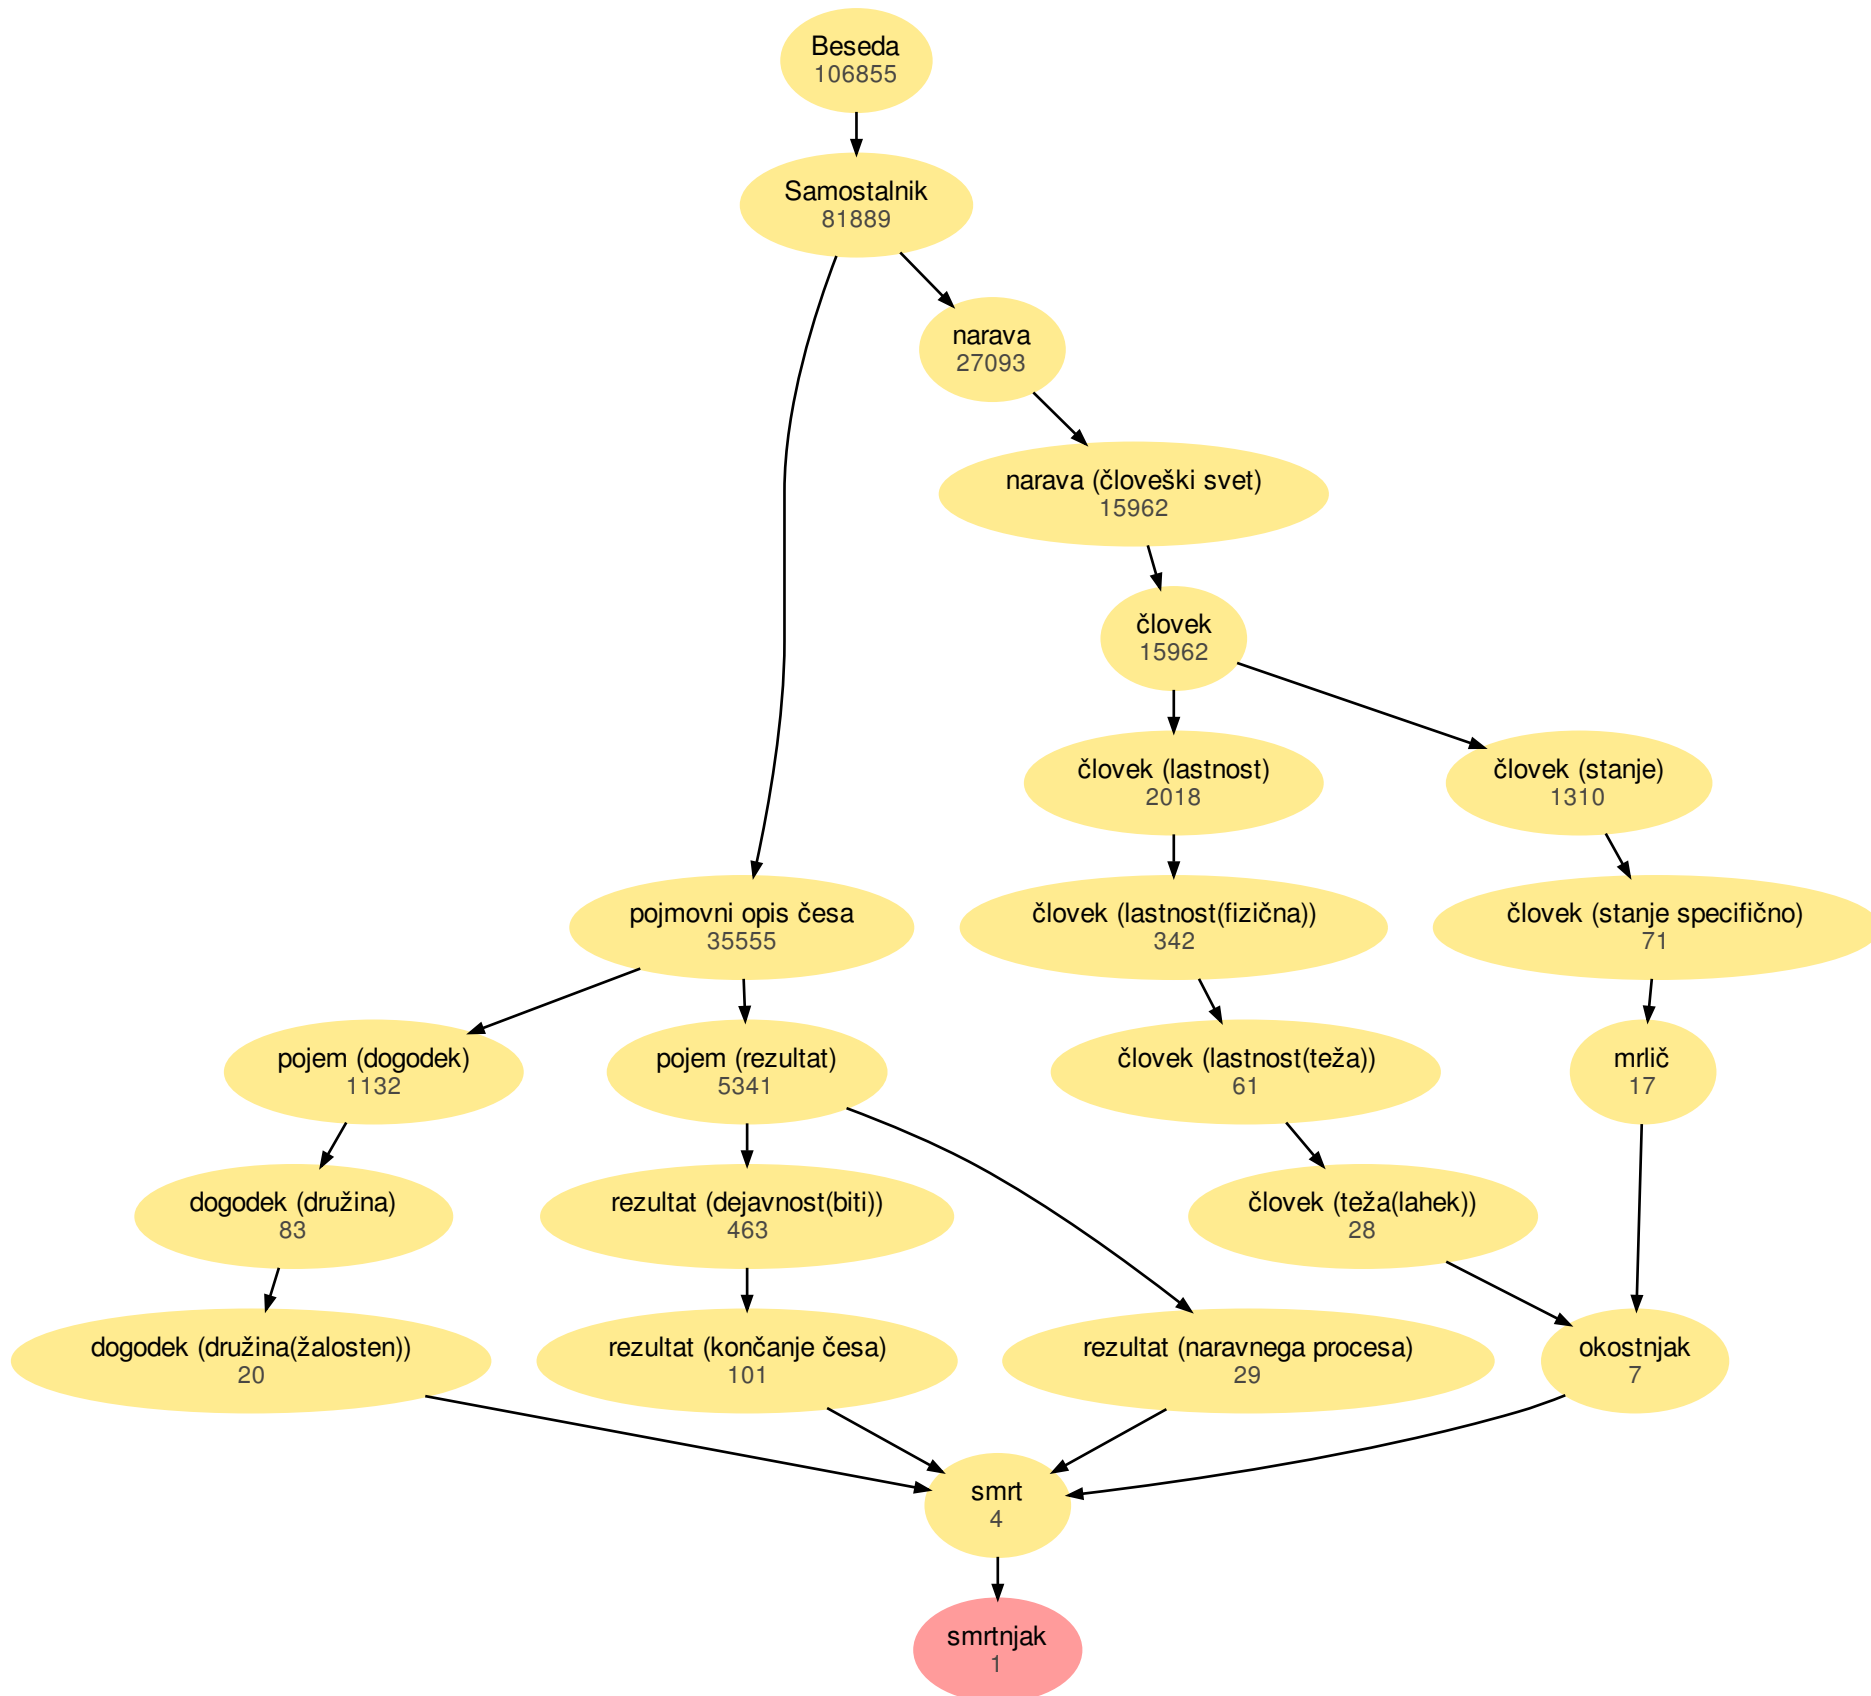 Beseda
106855
Samostalnik
81889
narava
27093
narava (človeški svet)
15962
človek
15962
človek (lastnost)
2018
človek (stanje)
1310
pojmovni opis česa
35555
človek (lastnost(fizična))
342
človek (stanje specifično)
71
pojem (dogodek)
1132
pojem (rezultat)
5341
človek (lastnost(teža))
61
mrlič
17
dogodek (družina)
83
rezultat (dejavnost(biti))
463
človek (teža(lahek))
28
dogodek (družina(žalosten))
20
rezultat (končanje česa)
101
rezultat (naravnega procesa)
29
okostnjak
7
smrt
4
smrtnjak
1